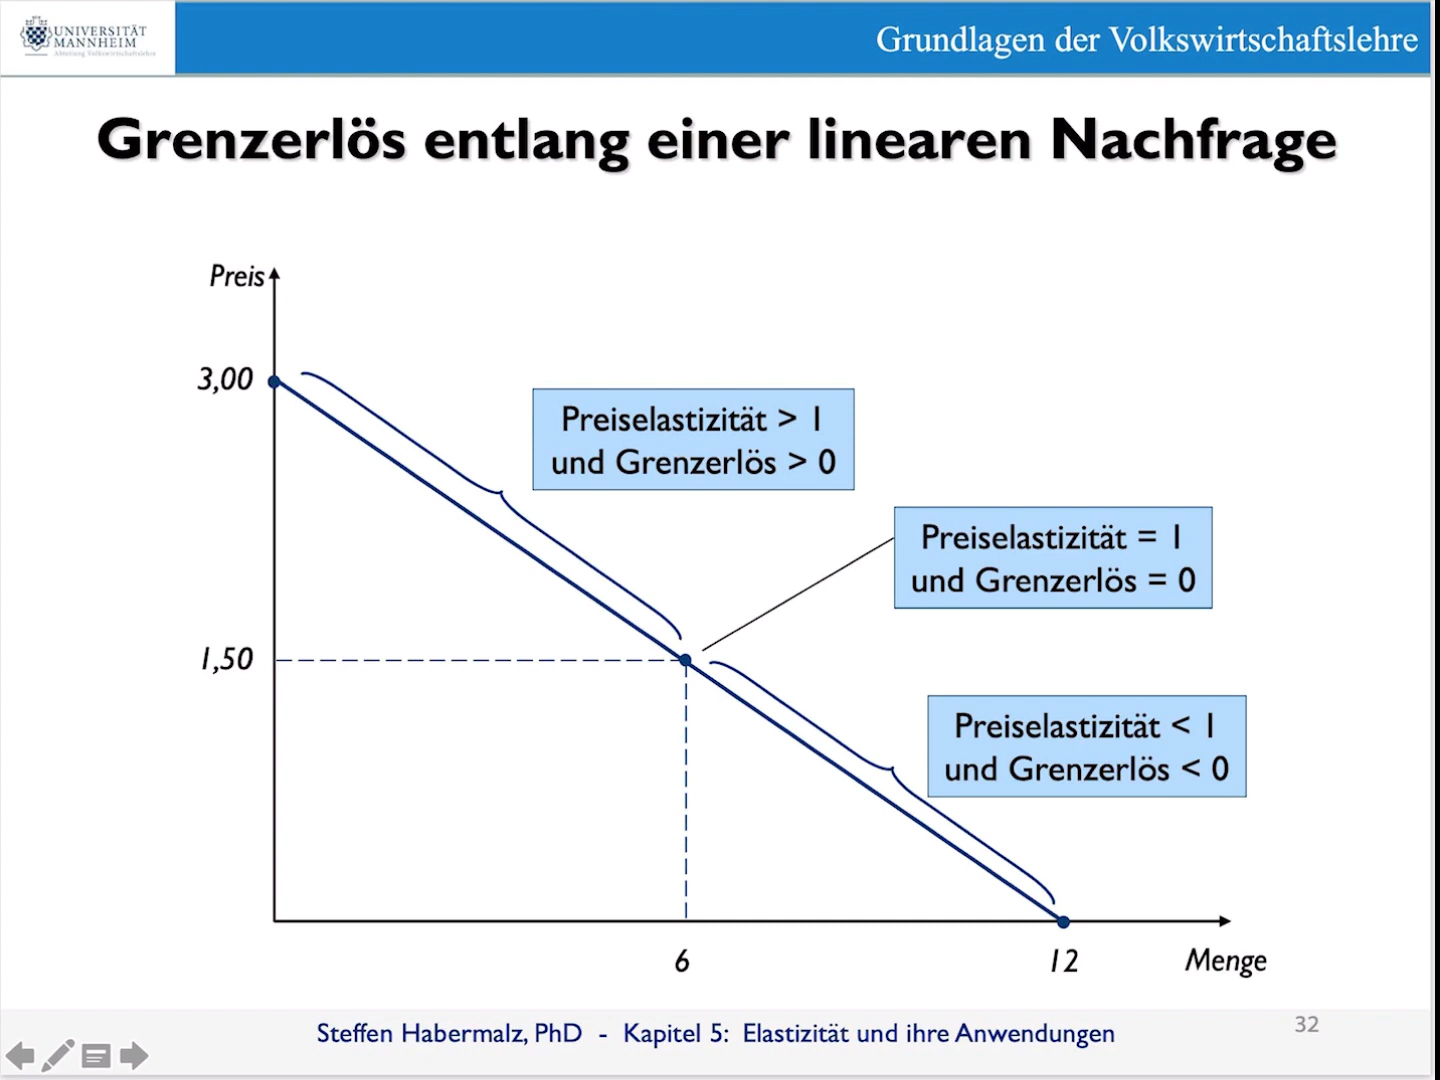 UNIVERSITÄT
MANNHEIM
Abteilung Volkswirtschaftslehre
Grundlagen der Volkswirtschaftslehre
Grenzerlös entlang einer linearen Nachfrage
Preis
3,00
Preiselastizität > 1
und Grenzerlös > 0
Preiselastizität = 1
und Grenzerlös = 0
1,50
Preiselastizität < 1
und Grenzerlös < 0
6
12
Menge
Steffen Habermalz, PhD - Kapitel 5: Elastizität und ihre Anwendungen
32